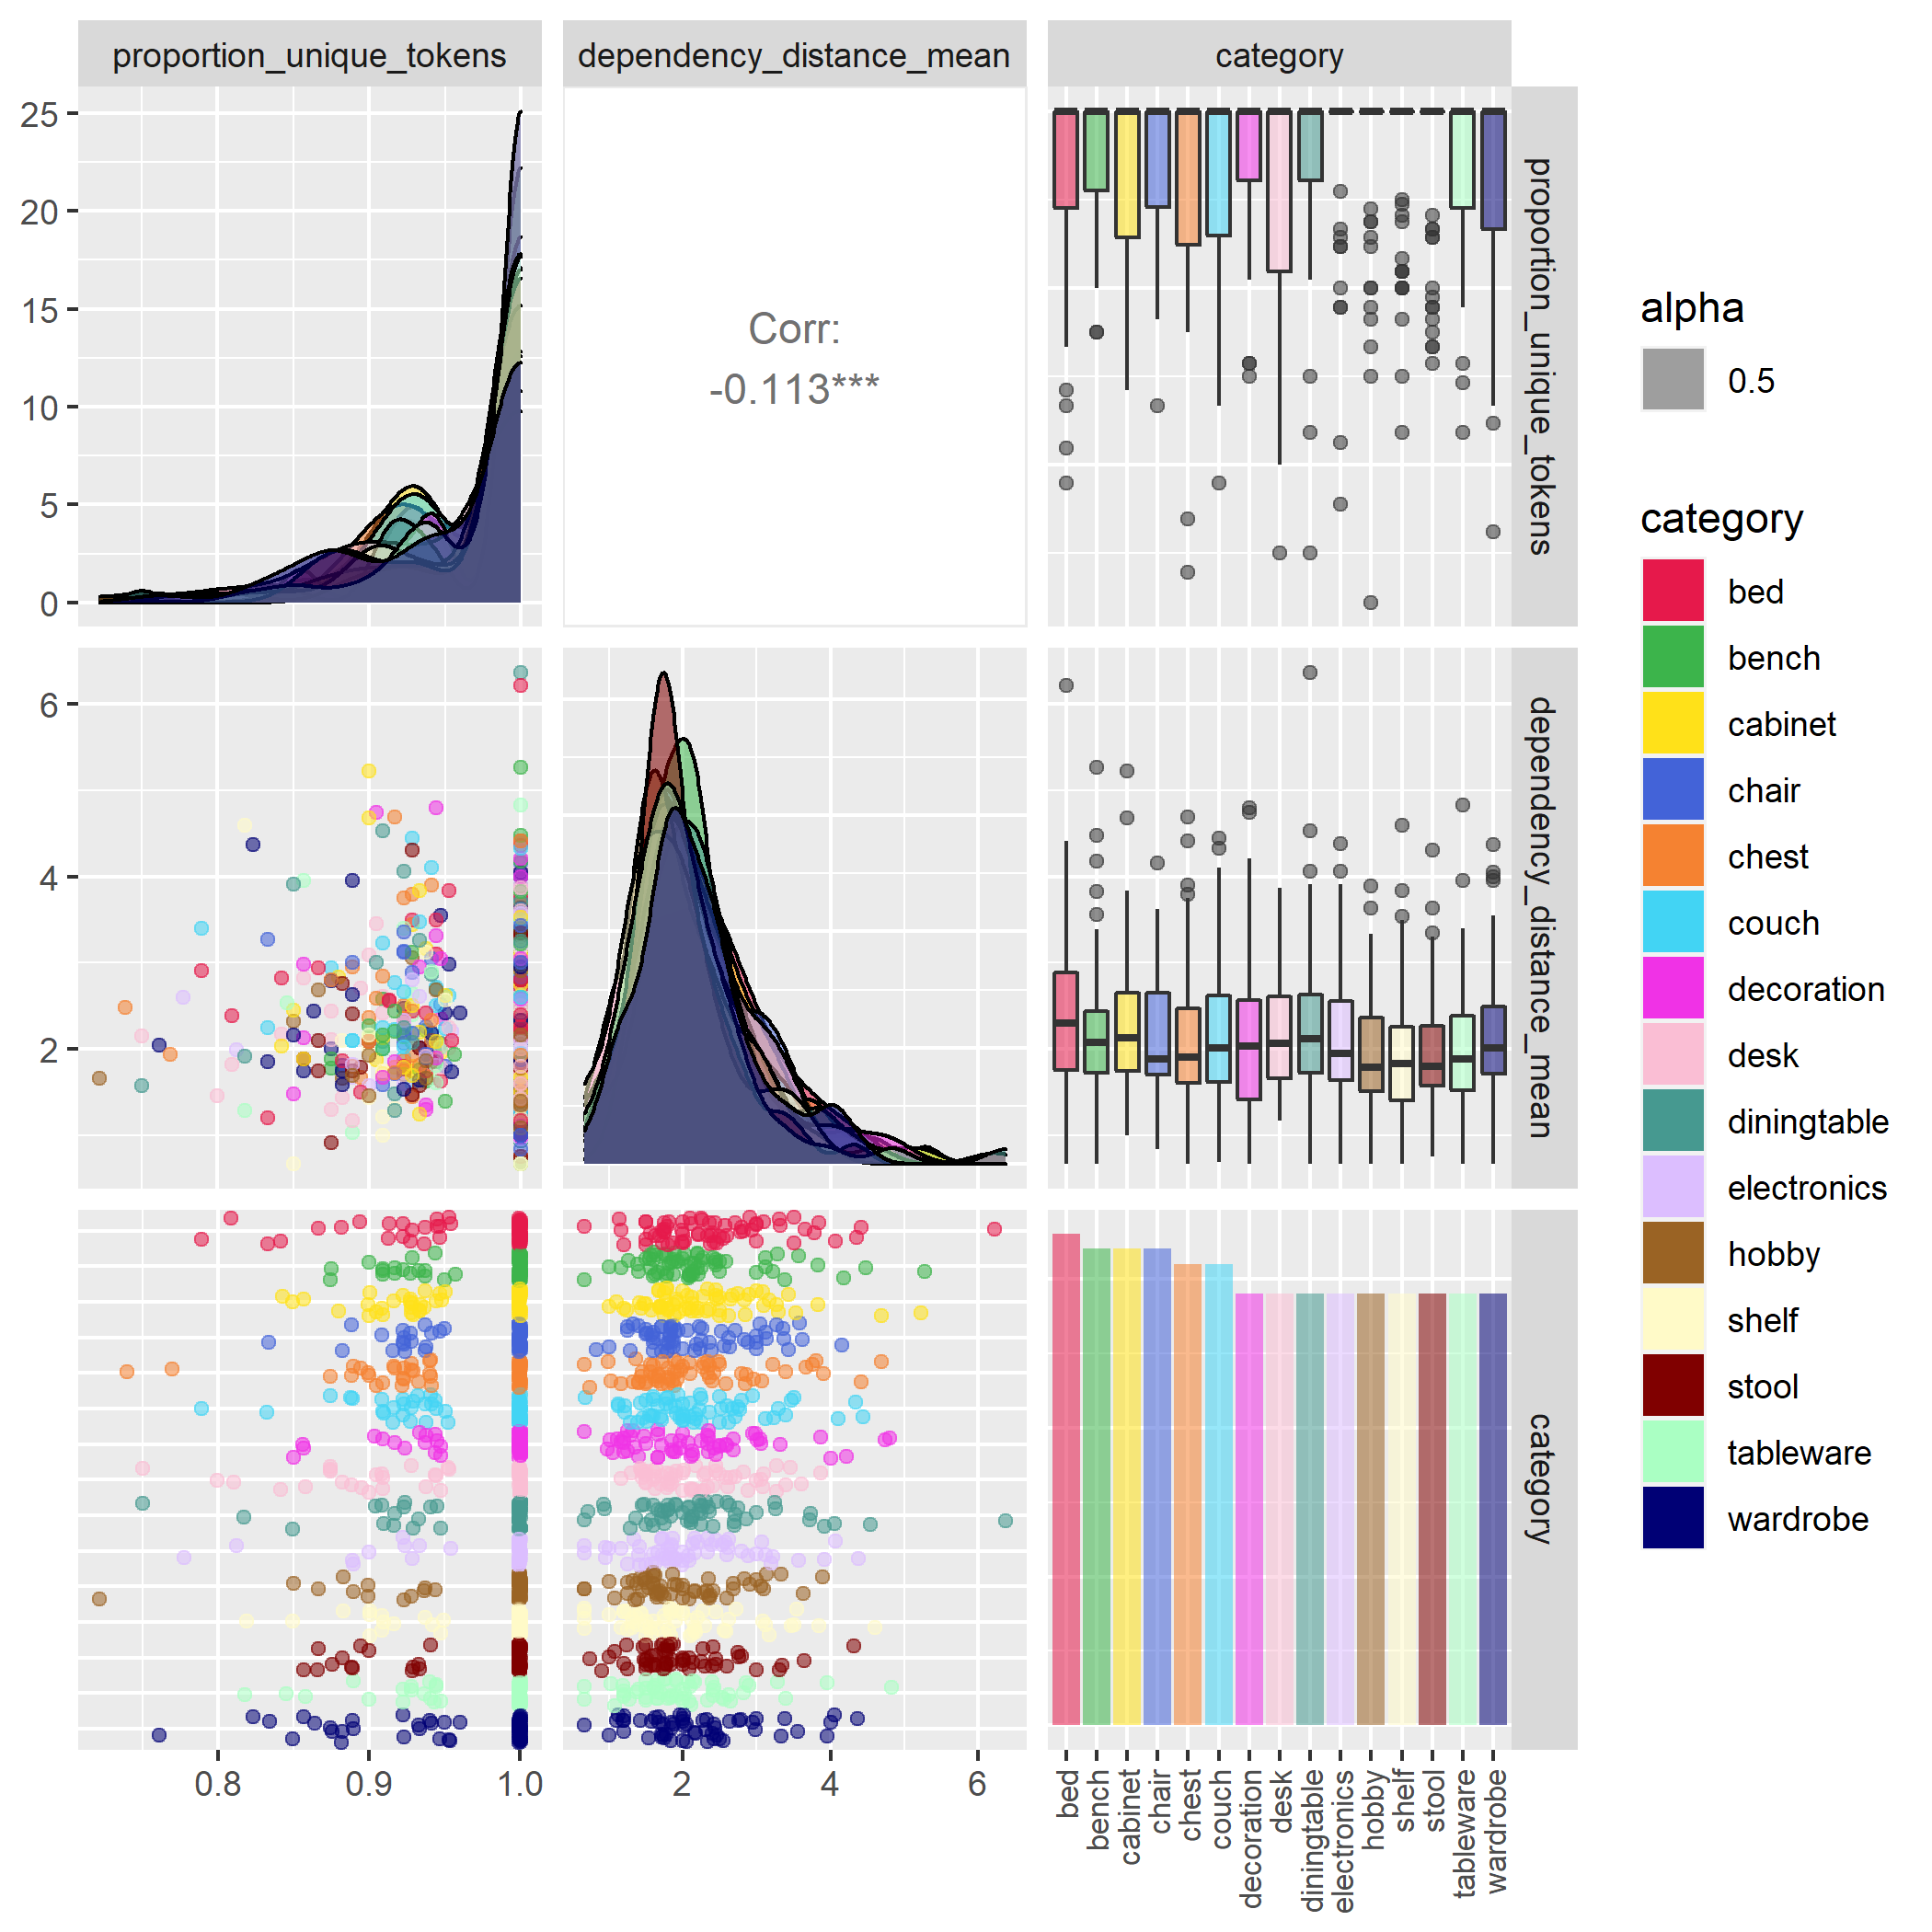 proportion_unique_tokens
dependency_distance_mean
category
25
20
15
10
5
0
Corr:
-0.113***
proportion_unique_tokens
6
4
2
dependency_distance_mean
category
0.8
0.9
1.0
2
4
6
bed
bench
cabinet
chair
chest
couch
decoration
desk
diningtable
electronics
hobby
shelf
stool
tableware
wardrobe
alpha
0.5
category
bed
bench
cabinet
chair
chest
couch
decoration
desk
diningtable
electronics
hobby
shelf
stool
tableware
wardrobe